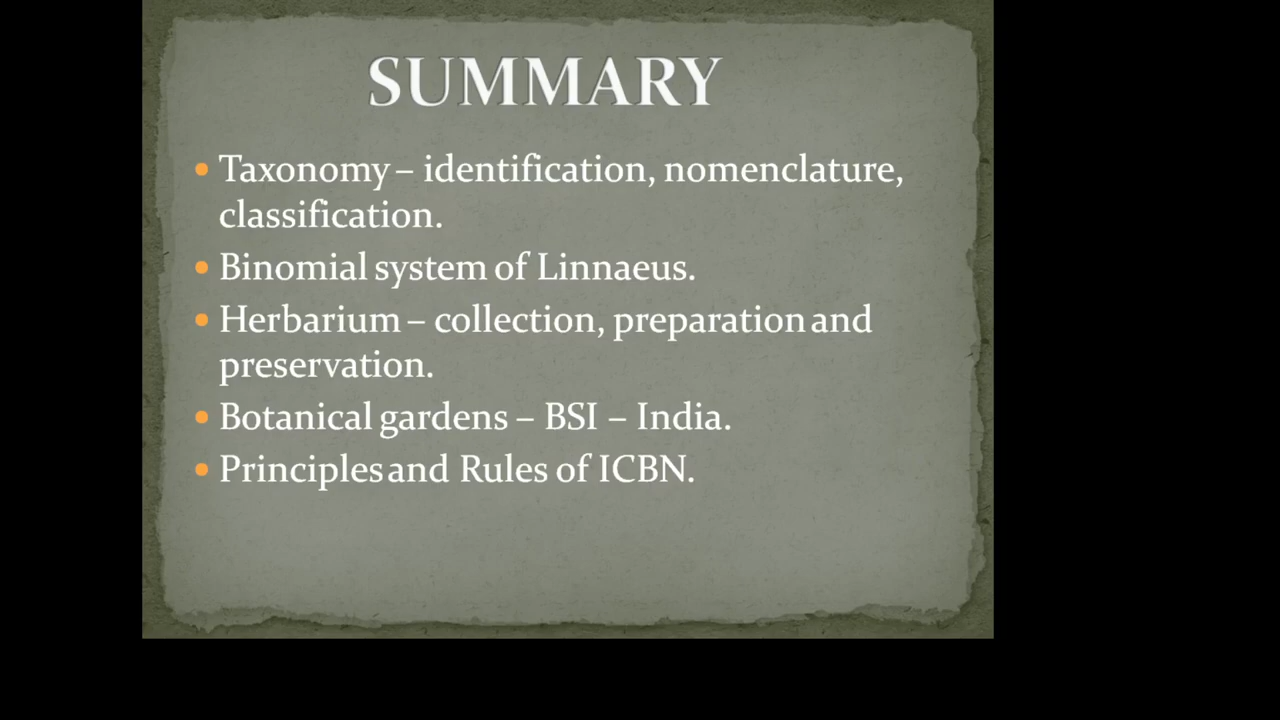 SUMMARY
• Taxonomy – identification, nomenclature,
classification.
• Binomial system of Linnaeus.
• Herbarium – collection, preparation and
preservation.
• Botanical gardens – BSI – India.
• Principles and Rules of ICBN.